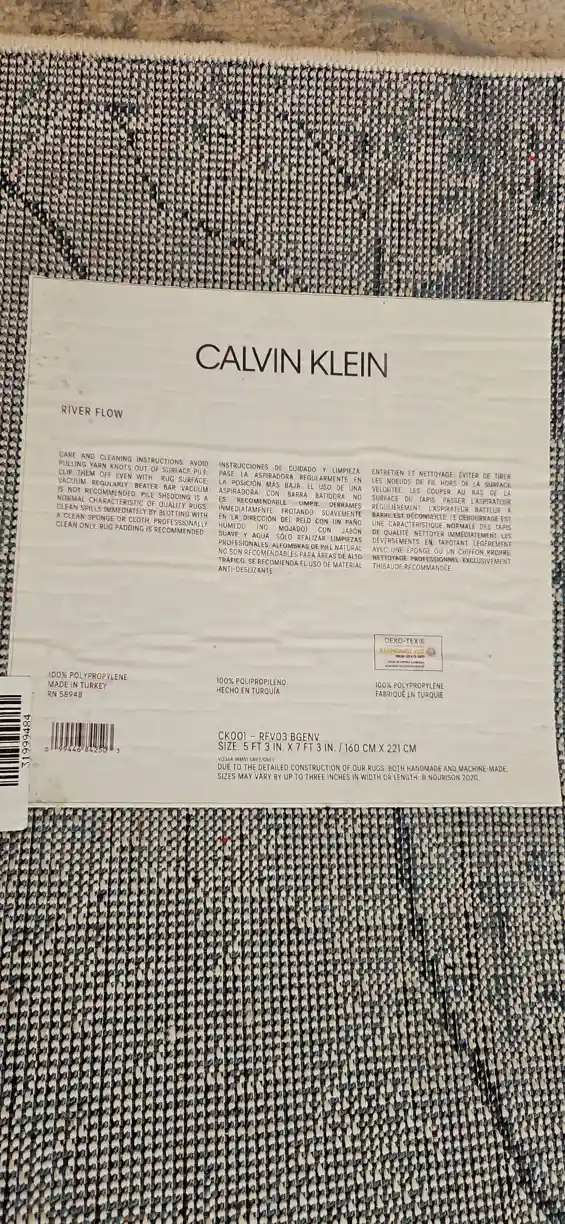 CALVIN KLEIN
RIVER FLOW
CARE AND CLEANING INSTRUCTIONS: AVOID
PULLING YARN KNOTS OUT OF SURFACE PILE;
CLIP THEM OFF EVEN WITH RUG SURFACE.
VACUUM REGULARLY. BEATER BAR VACUUM
IS NOT RECOMMENDED. PILE SHEDDING IS A
NORMAL CHARACTERISTIC OF QUALITY RUGS.
CLEAN SPILLS IMMEDIATELY BY BLOTTING WITH
A CLEAN SPONGE OR CLOTH. PROFESSIONALLY
CLEAN ONLY. RUG PADDING IS RECOMMENDED.
INSTRUCCIONES DE CUIDADO Y LIMPIEZA
PASE LA ASPIRADORA REGULARMENTE EN
LA POSICIÓN MÁS BAJA. EL USO DE UNA
ASPIRADORA CON BARRA BATIDORA NO
ES RECOMENDABLE. LIMPIE DERRAMES
INMEDIATAMENTE FROTANDO SUAVEMENTE
EN LA DIRECCIÓN DEL PELO CON UN PAÑO
HÚMEDO (NO MOJADO) CON JABÓN
SUAVE Y AGUA. SÓLO REALIZAR LIMPIEZAS
PROFESIONALES. ALFOMBRAS DE PIEL NATURAL
NO SON RECOMENDABLES PARA ÁREAS DE ALTO
TRÁFICO. SE RECOMIENDA EL USO DE MATERIAL
ANTI-DESLIZANTE.
ENTRETIEN ET NETTOYAGE: ÉVITER DE TIRER
LES NOEUDS DE FIL HORS DE LA SURFACE
VELOUTÉE; LES COUPER AU RAS DE LA
SURFACE DU TAPIS. PASSER L'ASPIRATEUR
RÉGULIÈREMENT. L'ASPIRATEUR BATTEUR À
BARRE EST DÉCONSEILLÉ. LE DÉBOURRAGE EST
UNE CARACTÉRISTIQUE NORMALE DES TAPIS
DE QUALITÉ. NETTOYER IMMÉDIATEMENT LES
DÉVERSEMENTS EN TAPOTANT LÉGÈREMENT
AVEC UNE ÉPONGE OU UN CHIFFON PROPRE.
NETTOYAGE PROFESSIONNEL EXCLUSIVEMENT.
THIBAUDE RECOMMANDÉE.
OEKO-TEX®
100% POLYPROPYLENE
MADE IN TURKEY
RN 58948
100% POLIPROPILENO
HECHO EN TURQUÍA
100% POLYPROPYLÈNE
FABRIQUÉ EN TURQUIE
0 99446 84250 3
31999484
CK001 – RFV03 BGENV
SIZE. 5 FT 3 IN. X 7 FT 3 IN. / 160 CM X 221 CM
DUE TO THE DETAILED CONSTRUCTION OF OUR RUGS, BOTH HANDMADE AND MACHINE-MADE,
SIZES MAY VARY BY UP TO THREE INCHES IN WIDTH OR LENGTH. © NOURISON 2020.